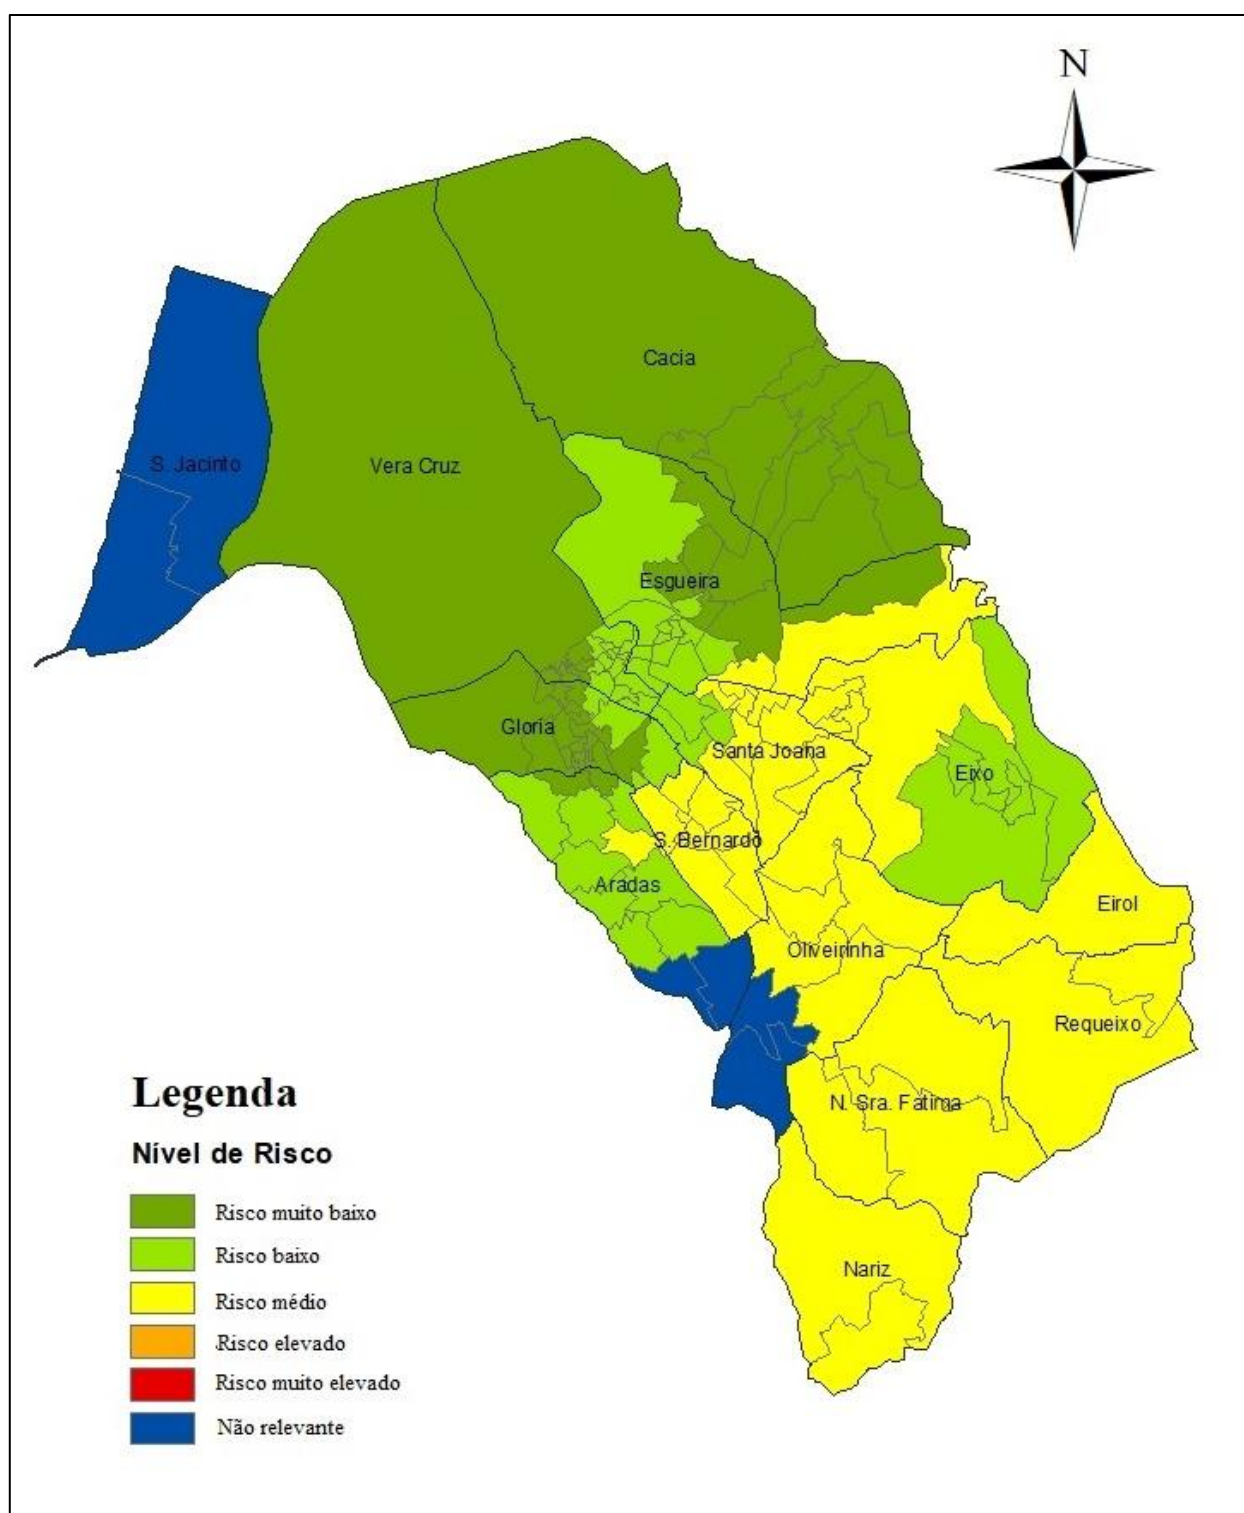 N
Cacia
S. Jacinto
Vera Cruz
Esgueira
Gloria
Santa Joana
Eixo
S. Bernardo
Aradas
Eirol
Oliveirinha
Requeixo
N. Sra. Fátima
Nariz
Legenda
Nível de Risco
Risco muito baixo
Risco baixo
Risco médio
Risco elevado
Risco muito elevado
Não relevante